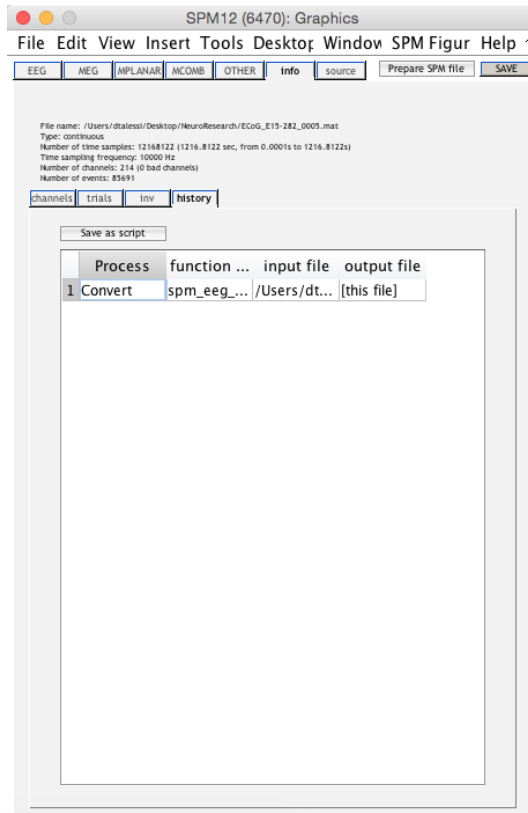 SPM12 (6470): Graphics
File Edit View Insert Tools Desktop Window SPM Figur Help
EEG MEG MPLANAR MCOMB OTHER info source Prepare SPM file SAVE
File name: /Users/dtalessi/Desktop/NeuroResearch/ECoG_E15-282_0005.mat
Type: continuous
Number of time samples: 12168122 (1216.8122 sec, from 0.0001s to 1216.8122s)
Time sampling frequency: 10000 Hz
Number of channels: 214 (0 bad channels)
Number of events: 85691
channels trials inv history
Save as script
Process function ... input file output file
1 Convert spm_eeg_... /Users/dt... [this file]